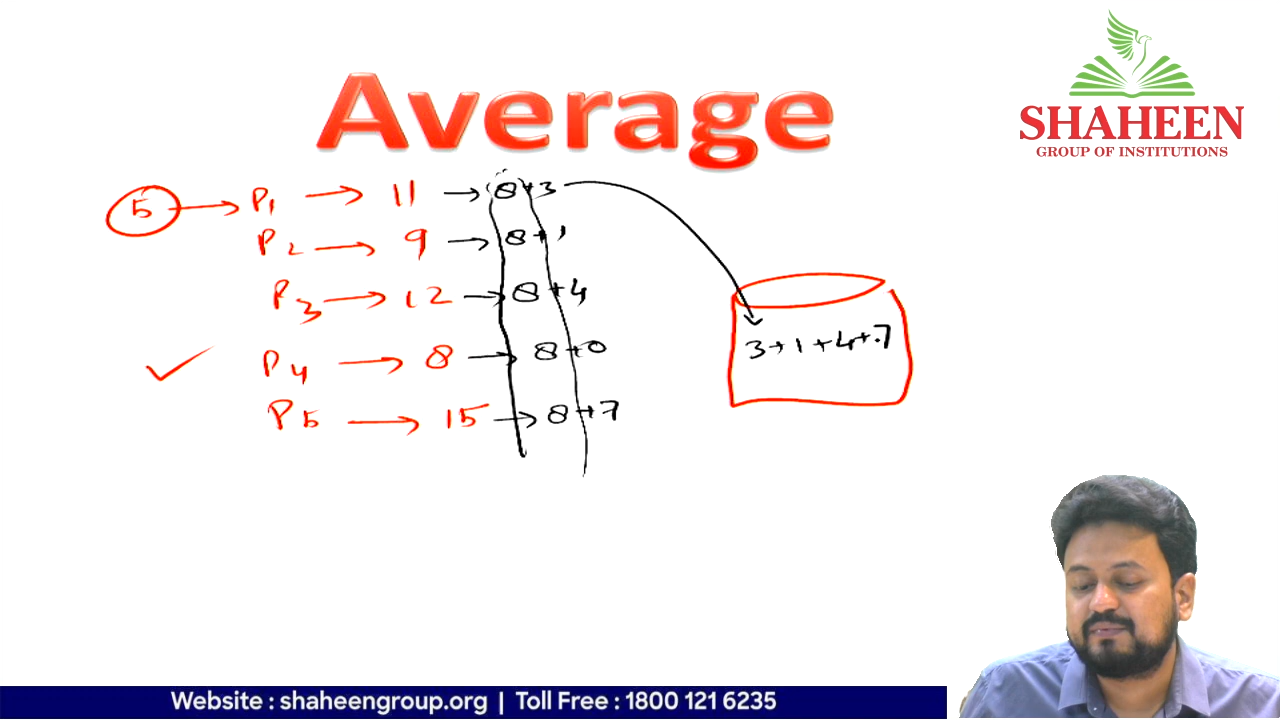 SHAHEEN
GROUP OF INSTITUTIONS
Average
5 → P1 → 11 → 8+3
P2 → 9 → 8+1
P3 → 12 → 8+4
P4 → 8 → 8+0
P5 → 15 → 8+7
3+1+4+7
Website : shaheengroup.org | Toll Free : 1800 121 6235